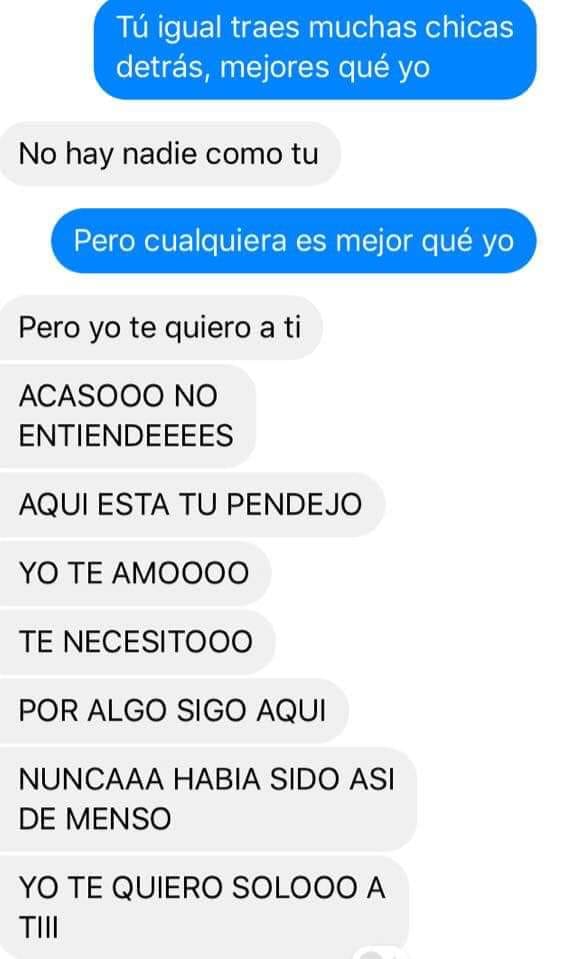 Tú igual traes muchas chicas
detrás, mejores qué yo
No hay nadie como tu
Pero cualquiera es mejor qué yo
Pero yo te quiero a ti
ACASOOO NO
ENTIENDEEEES
AQUI ESTA TU PENDEJO
YO TE AMOOOO
TE NECESITOOO
POR ALGO SIGO AQUI
NUNCAAA HABIA SIDO ASI
DE MENSO
YO TE QUIERO SOLOOO A
TIII